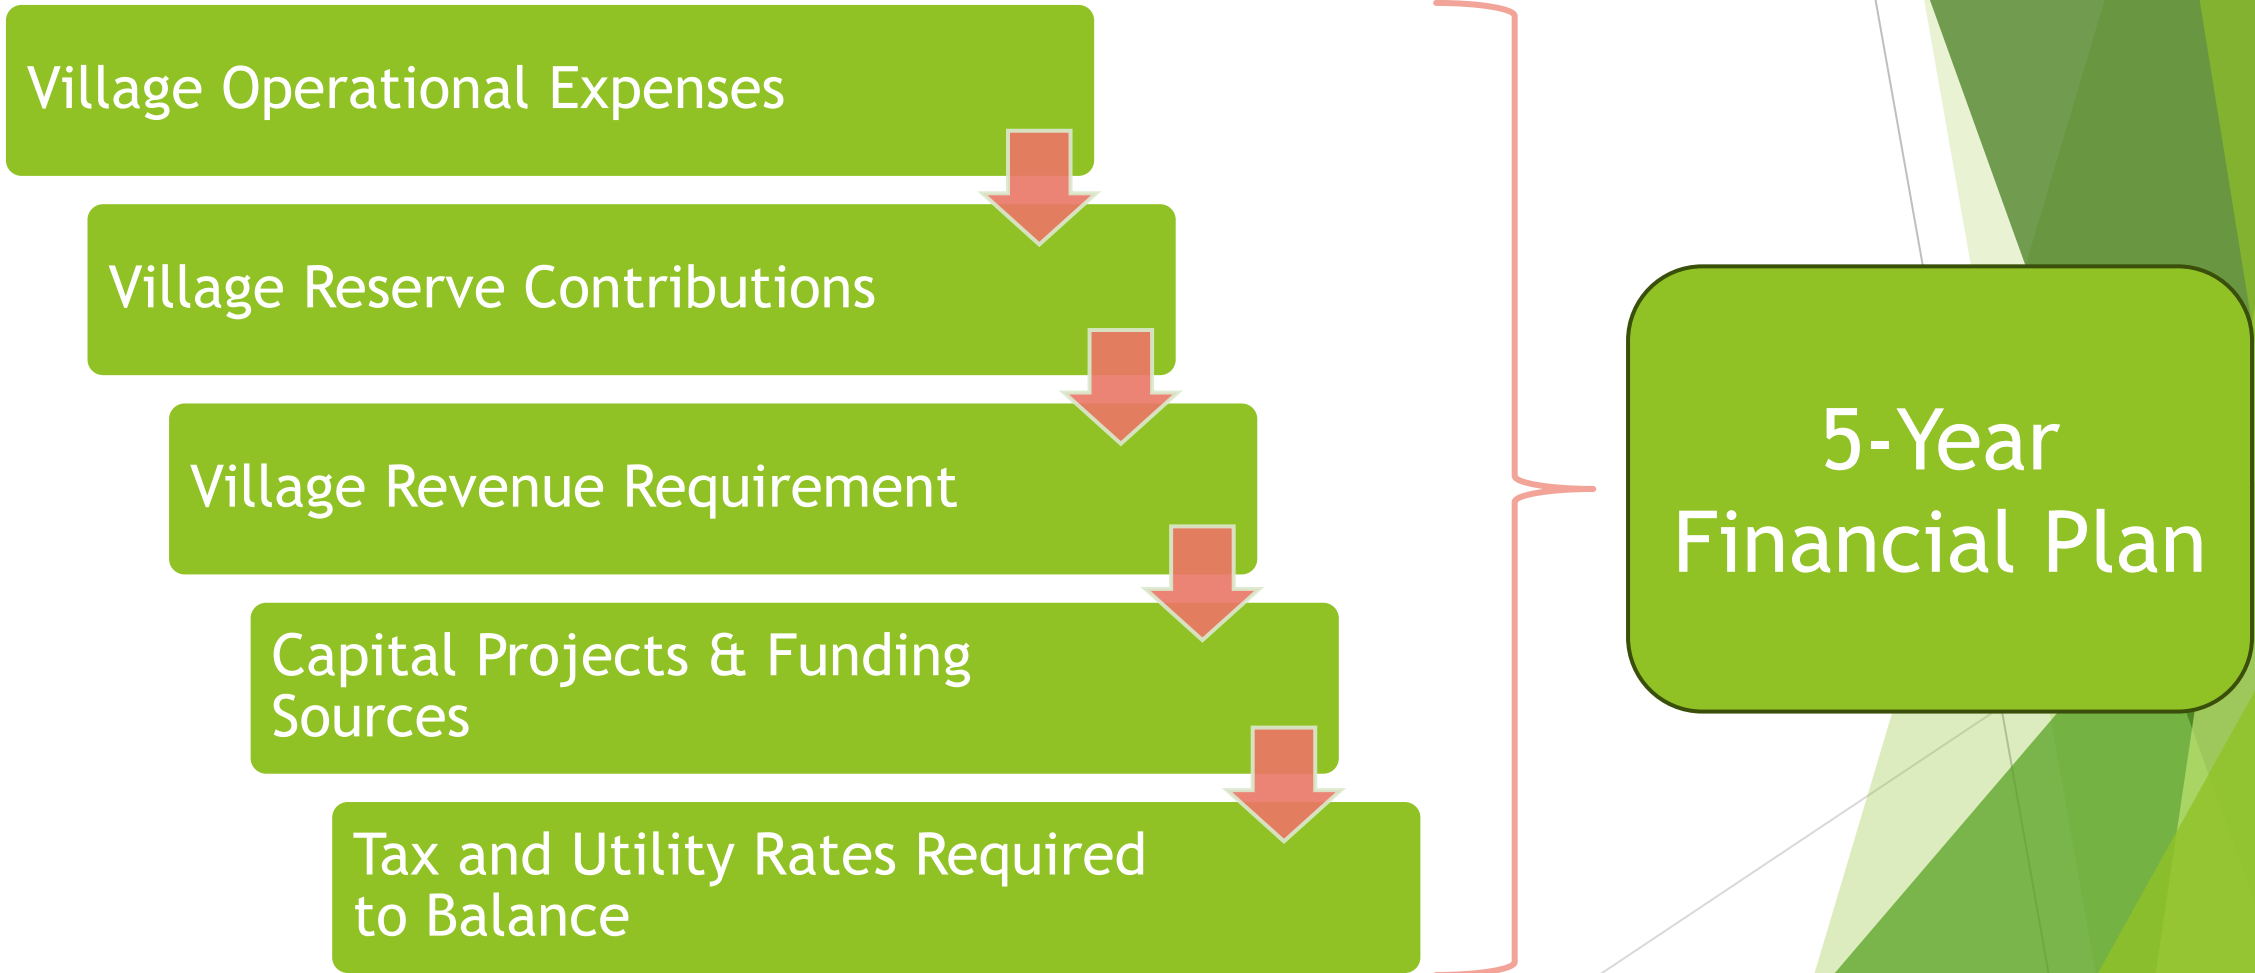 Village Operational Expenses
Village Reserve Contributions
Village Revenue Requirement
Capital Projects & Funding
Sources
Tax and Utility Rates Required
to Balance
5-Year
Financial Plan